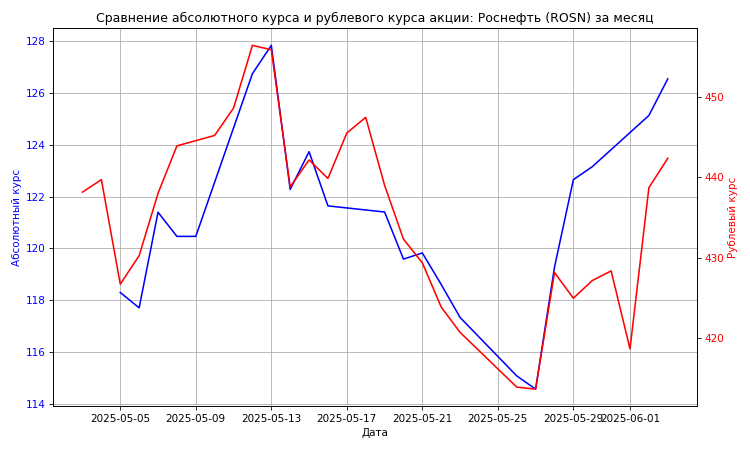 Сравнение абсолютного курса и рублевого курса акции: Роснефть (ROSN) за месяц
128
126
124
122
120
118
116
114
Абсолютный курс
450
440
430
420
Рублевый курс
2025-05-05 2025-05-09 2025-05-13 2025-05-17 2025-05-21 2025-05-25 2025-05-29 2025-06-01
Дата